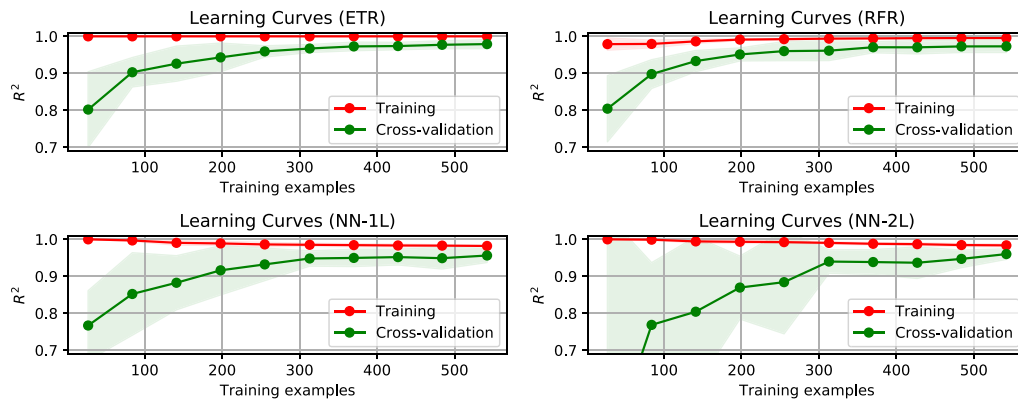 Learning Curves (ETR)
1.0
0.9
0.8
0.7
R²
Training
Cross-validation
100 200 300 400 500
Training examples
Learning Curves (RFR)
1.0
0.9
0.8
0.7
R²
Training
Cross-validation
100 200 300 400 500
Training examples
Learning Curves (NN-1L)
1.0
0.9
0.8
0.7
R²
Training
Cross-validation
100 200 300 400 500
Training examples
Learning Curves (NN-2L)
1.0
0.9
0.8
0.7
R²
Training
Cross-validation
100 200 300 400 500
Training examples